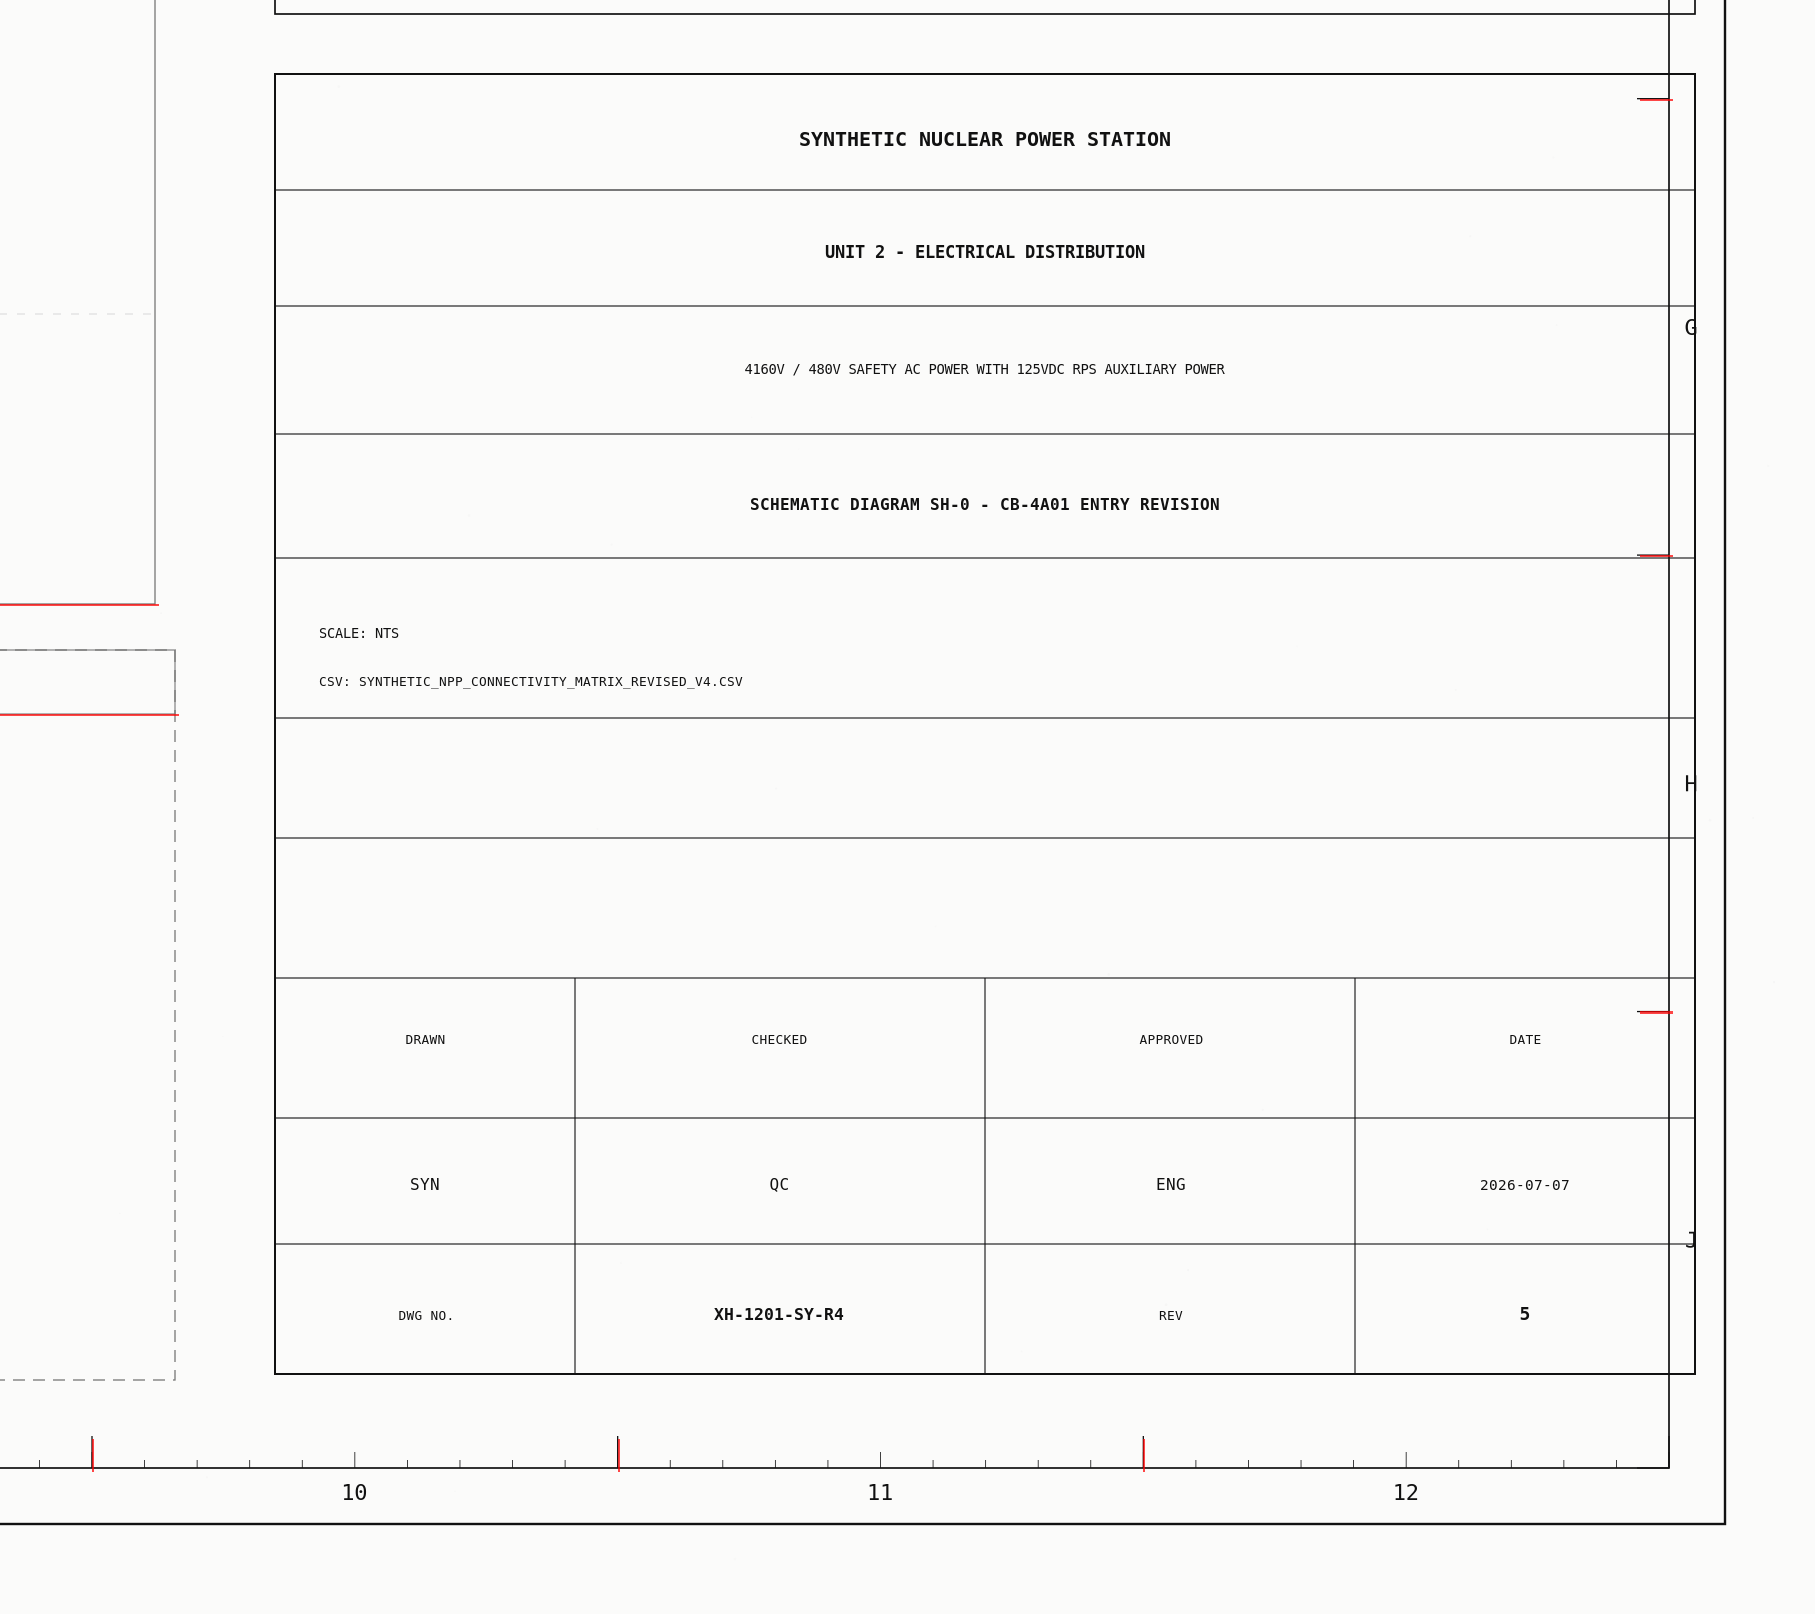 SYNTHETIC NUCLEAR POWER STATION
UNIT 2 - ELECTRICAL DISTRIBUTION
G
4160V / 480V SAFETY AC POWER WITH 125VDC RPS AUXILIARY POWER
SCHEMATIC DIAGRAM SH-0 - CB-4A01 ENTRY REVISION
SCALE: NTS
CSV: SYNTHETIC_NPP_CONNECTIVITY_MATRIX_REVISED_V4.CSV
H
DRAWN CHECKED APPROVED DATE
SYN QC ENG 2026-07-07
J
DWG NO. XH-1201-SY-R4 REV 5
10 11 12